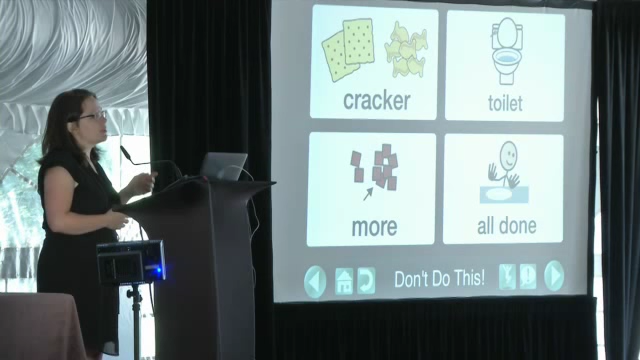 cracker
toilet
more
all done
Don't Do This!